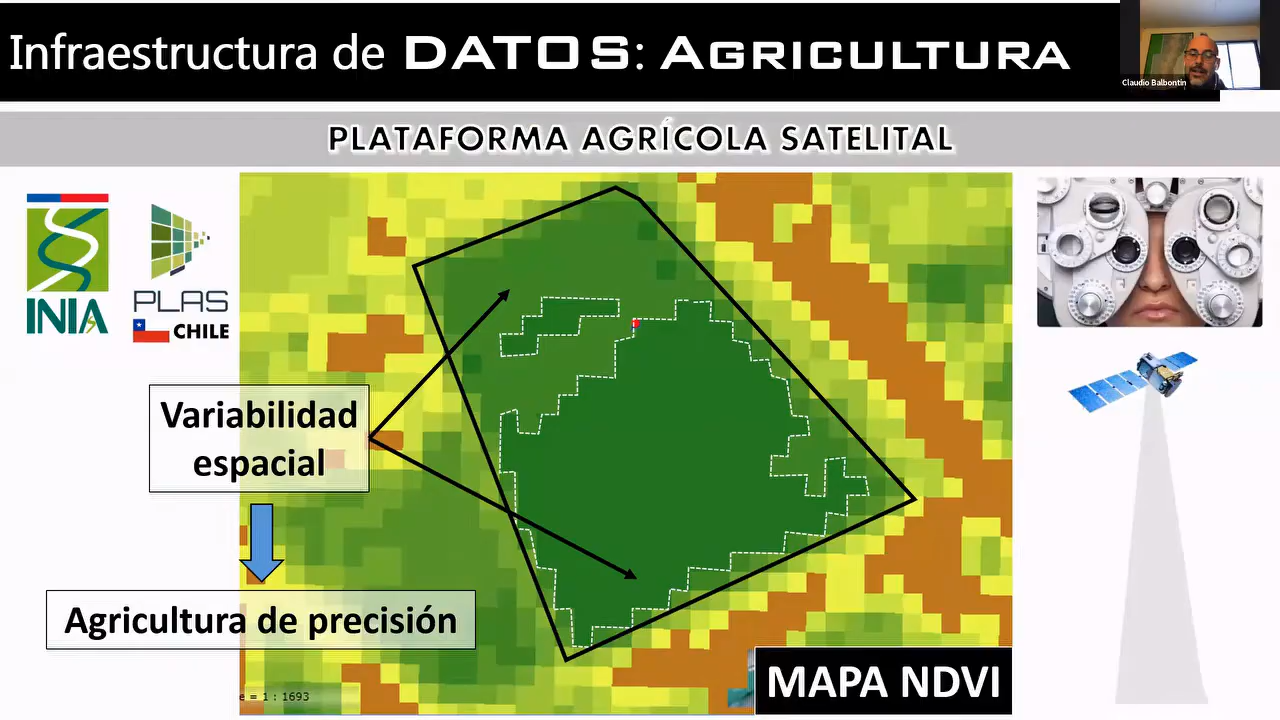 Infraestructura de DATOS: AGRICULTURA
Claudio Balbontin
PLATAFORMA AGRÍCOLA SATELITAL
INIA
PLAS
CHILE
Variabilidad
espacial
Agricultura de precisión
e = 1 : 1693
MAPA NDVI